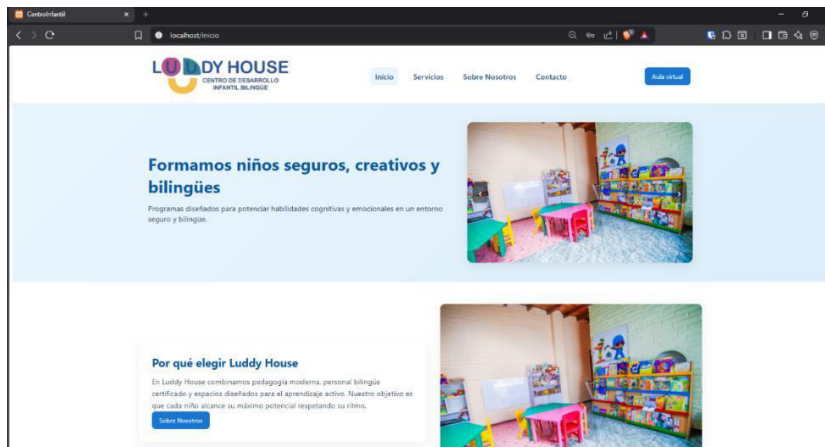 CentroInfantil
localhost/inicio
LUDDY HOUSE
CENTRO DE DESARROLLO
INFANTIL BILINGÜE
Inicio
Servicios
Sobre Nosotros
Contacto
Aula virtual
Formamos niños seguros, creativos y
bilingües
Programas diseñados para potenciar habilidades cognitivas y emocionales en un entorno
seguro y bilingüe.
Por qué elegir Luddy House
En Luddy House combinamos pedagogía moderna, personal bilingüe
certificado y espacios diseñados para el aprendizaje activo. Nuestro objetivo es
que cada niño alcance su máximo potencial respetando su ritmo.
Sobre Nosotros